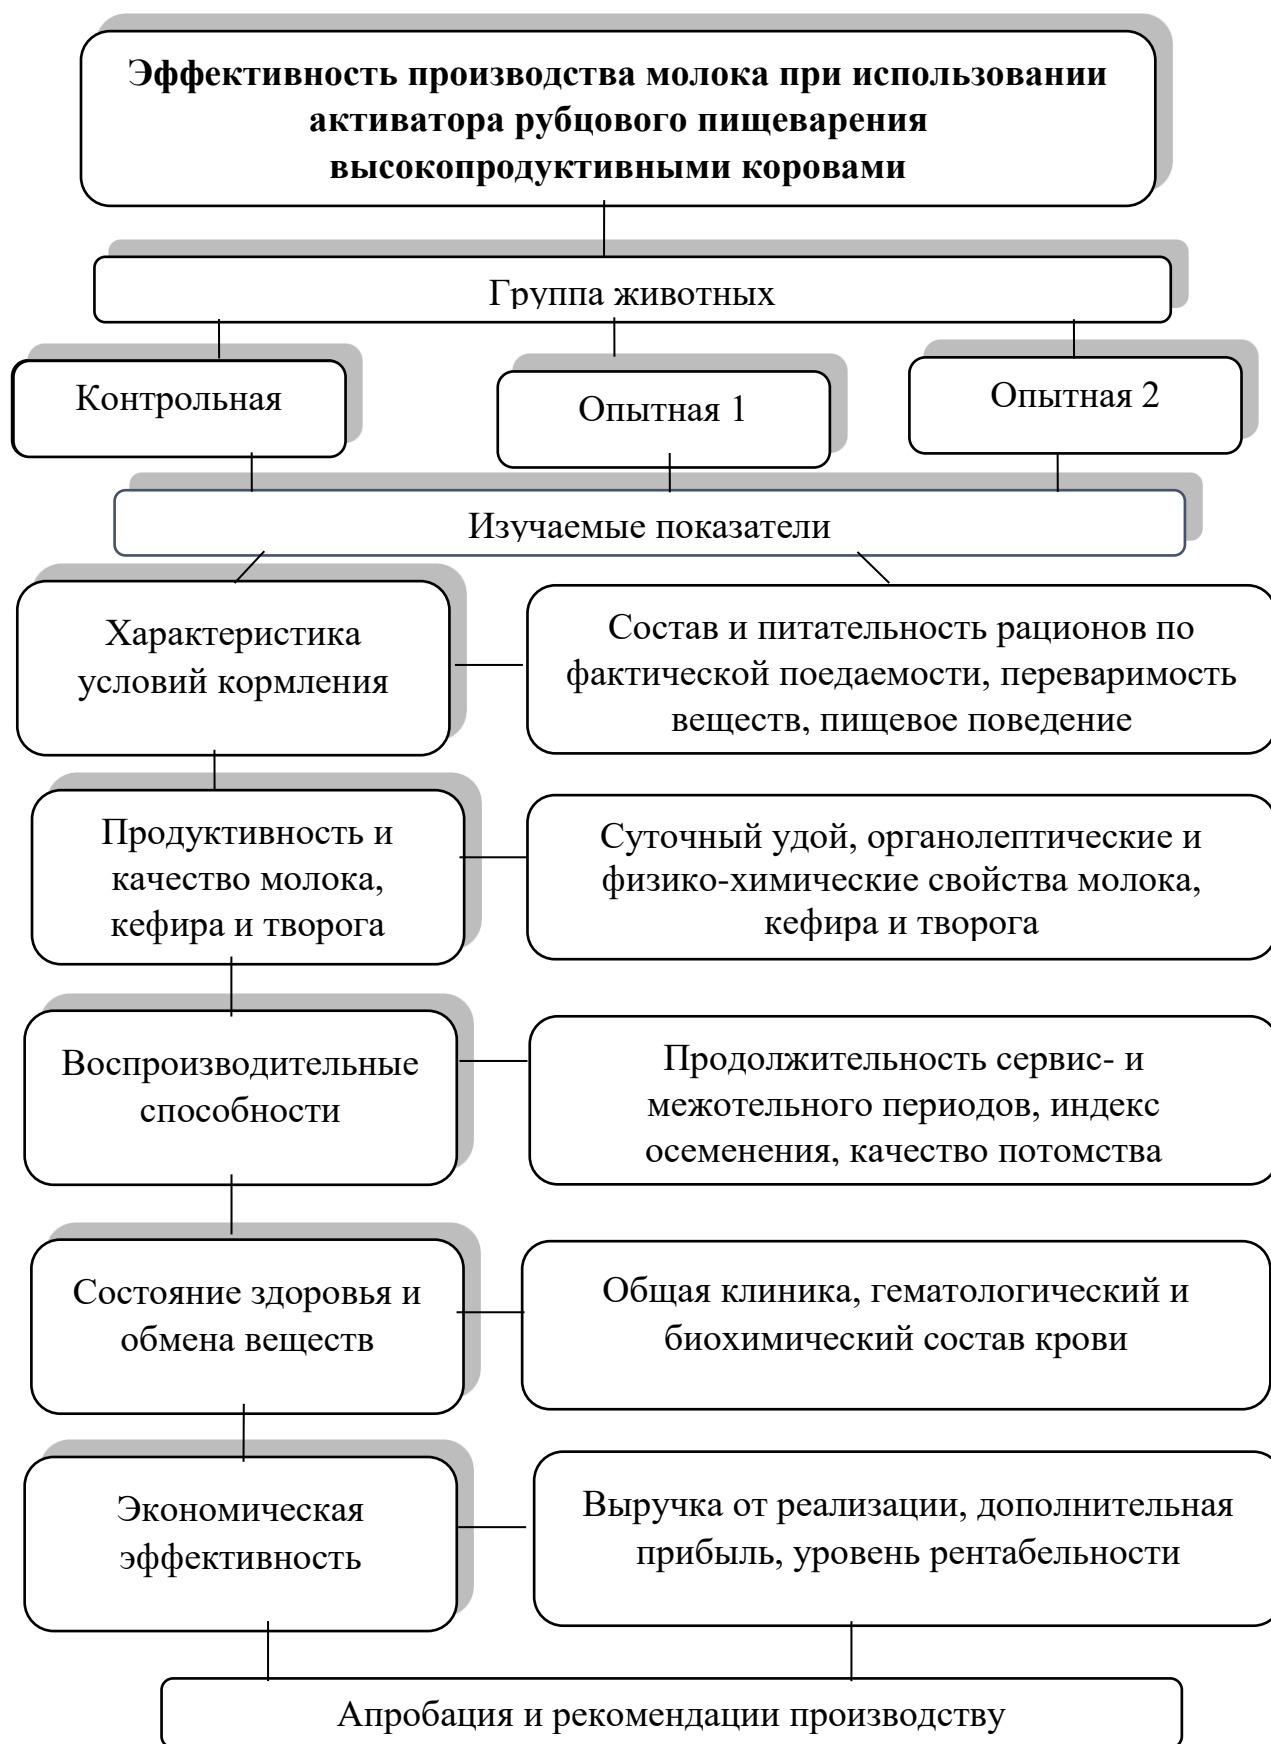 Эффективность производства молока при использовании
активатора рубцового пищеварения
высокопродуктивными коровами
Группа животных
Контрольная
Опытная 1
Опытная 2
Изучаемые показатели
Характеристика
условий кормления
Состав и питательность рационов по
фактической поедаемости, переваримость
веществ, пищевое поведение
Продуктивность и
качество молока,
кефира и творога
Суточный удой, органолептические и
физико-химические свойства молока,
кефира и творога
Воспроизводительные
способности
Продолжительность сервис- и
межотельного периодов, индекс
осеменения, качество потомства
Состояние здоровья и
обмена веществ
Общая клиника, гематологический и
биохимический состав крови
Экономическая
эффективность
Выручка от реализации, дополнительная
прибыль, уровень рентабельности
Апробация и рекомендации производству